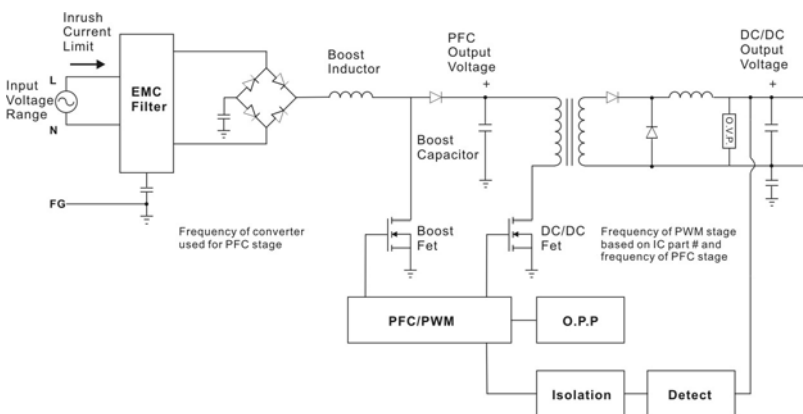 Inrush
Current
Limit
PFC
Output
Voltage
DC/DC
Output
Voltage
+
+
Boost
Inductor
L
EMC
Filter
Input
Voltage
Range
N
O.V.P.
Boost
Capacitor
FG
Frequency of converter
used for PFC stage
Boost
Fet
DC/DC
Fet
Frequency of PWM stage
based on IC part # and
frequency of PFC stage
PFC/PWM
O.P.P
Isolation
Detect